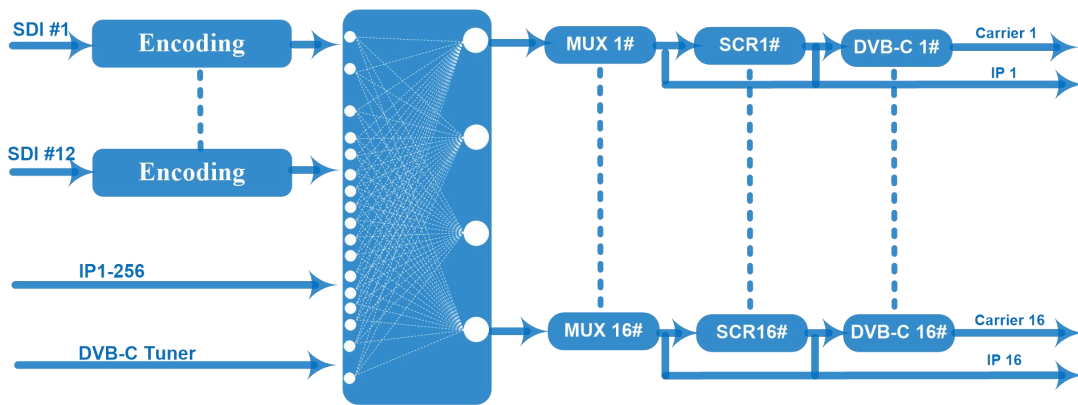 SDI #1
Encoding
MUX 1#
SCR1#
DVB-C 1#
Carrier 1
IP 1
SDI #12
Encoding
IP1-256
DVB-C Tuner
MUX 16#
SCR16#
DVB-C 16#
Carrier 16
IP 16